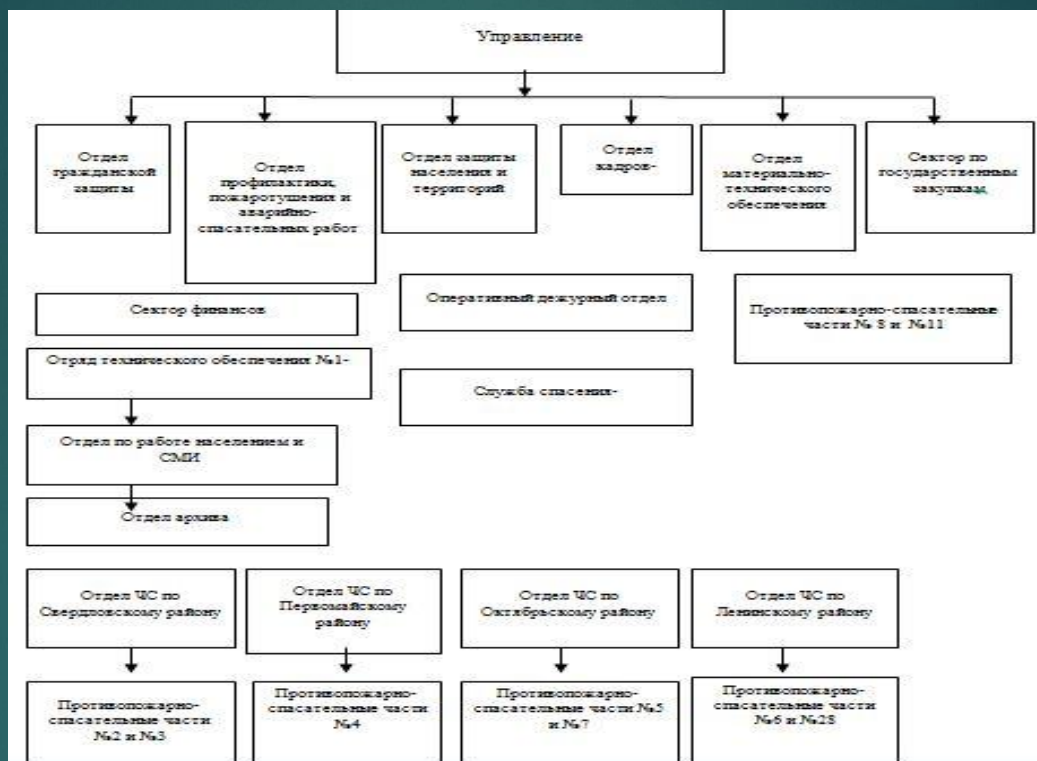 Управление
Отдел
гражданской
защиты
Отдел
профилактики,
пожаротушения и
аварийно-
спасательных работ
Отдел защиты
населения и
территорий
Отдел
кадров-
Отдел
материально-
технического
обеспечения
Сектор по
государственным
закупкам
Сектор финансов
Оперативный дежурный отдел
Противопожарно-спасательные
части № 8 и №11
Отряд технического обеспечения №1-
Служба спасения-
Отдел по работе населением и
СМИ
Отдел архива
Отдел ЧС по
Свердловскому району
Отдел ЧС по
Первомайскому
району
Отдел ЧС по
Октябрьскому району
Отдел ЧС по
Ленинскому району
Противопожарно-
спасательные части
№2 и №3
Противопожарно-
спасательные части
№4
Противопожарно-
спасательные части №5
и №7
Противопожарно-
спасательные части
№6 и №28